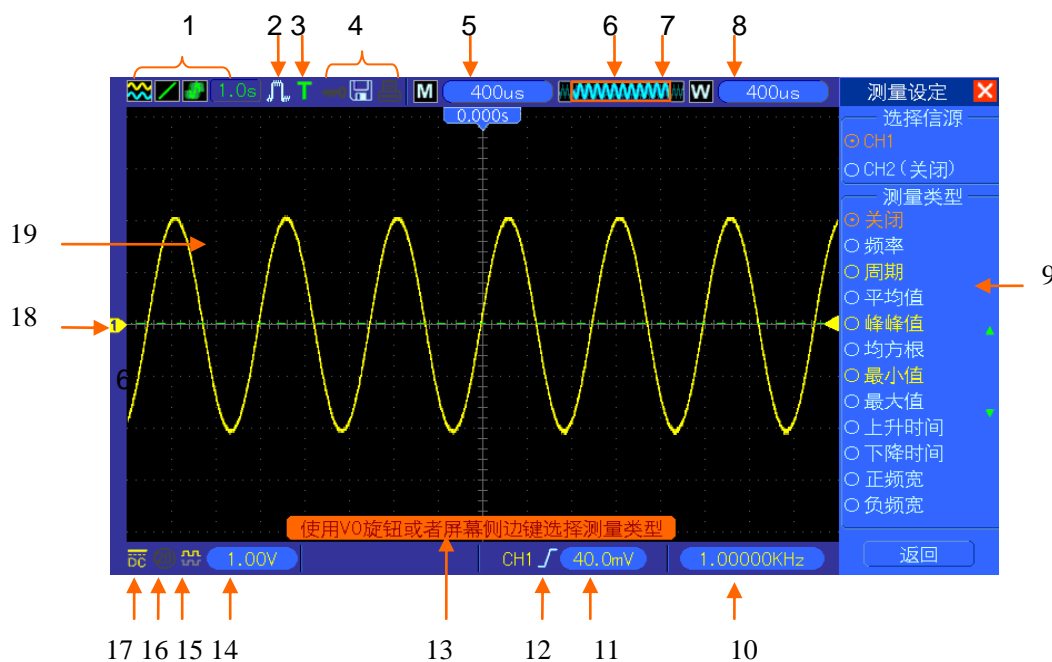 1 2 3 4 5 6 7 8
1.0s T M 400us W 400us 测量设定
0.000s
选择信源
CH1
CH2(关闭)
测量类型
关闭
频率
周期
平均值
峰峰值
均方根
最小值
最大值
上升时间
下降时间
正频宽
负频宽
返回
19
9
18
1
6
使用V0旋钮或者屏幕侧边键选择测量类型
DC 1.00V CH1 40.0mV 1.00000KHz
17 16 15 14 13 12 11 10